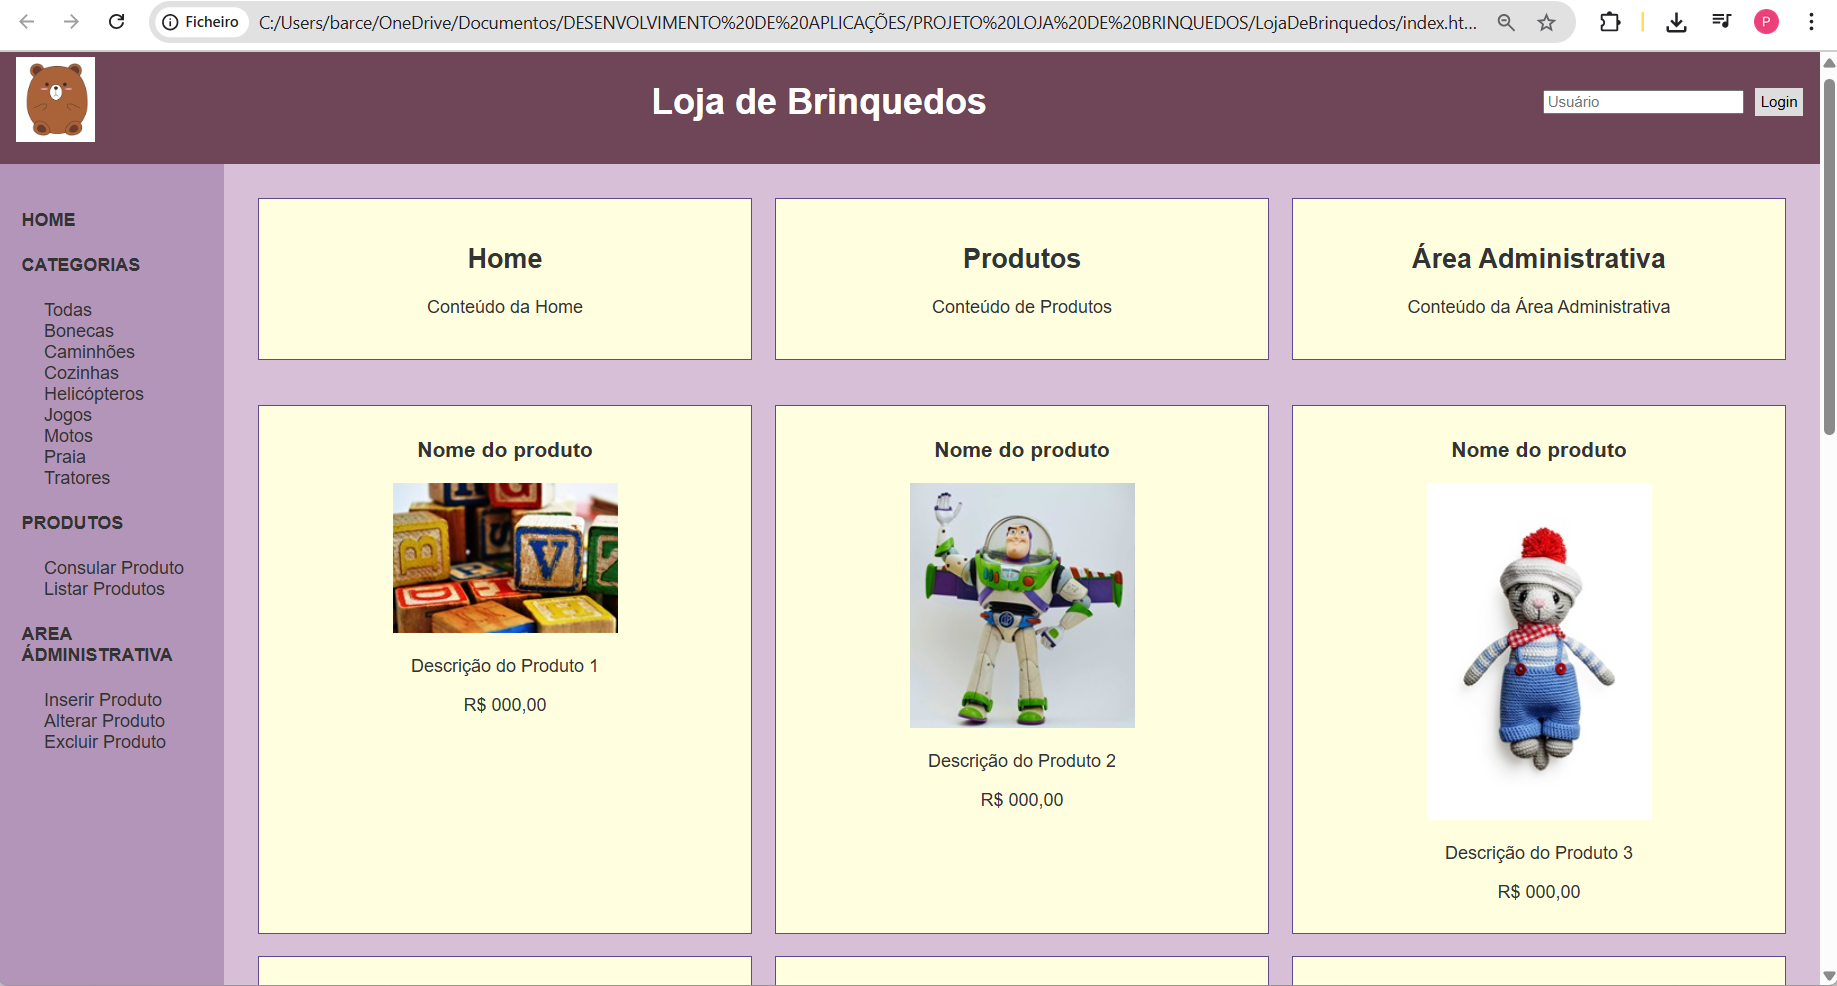 Ficheiro
C:/Users/barce/OneDrive/Documentos/DESENVOLVIMENTO%20DE%20APLICAÇÕES/PROJETO%20LOJA%20DE%20BRINQUEDOS/LojaDeBrinquedos/index.ht...
P
Loja de Brinquedos
Usuário
Login
HOME
CATEGORIAS
Todas
Bonecas
Caminhões
Cozinhas
Helicópteros
Jogos
Motos
Praia
Tratores
PRODUTOS
Consular Produto
Listar Produtos
AREA
ÁDMINISTRATIVA
Inserir Produto
Alterar Produto
Excluir Produto
Home
Conteúdo da Home
Produtos
Conteúdo de Produtos
Área Administrativa
Conteúdo da Área Administrativa
Nome do produto
B
V
Z
H
Descrição do Produto 1
R$ 000,00
Nome do produto
Descrição do Produto 2
R$ 000,00
Nome do produto
Descrição do Produto 3
R$ 000,00